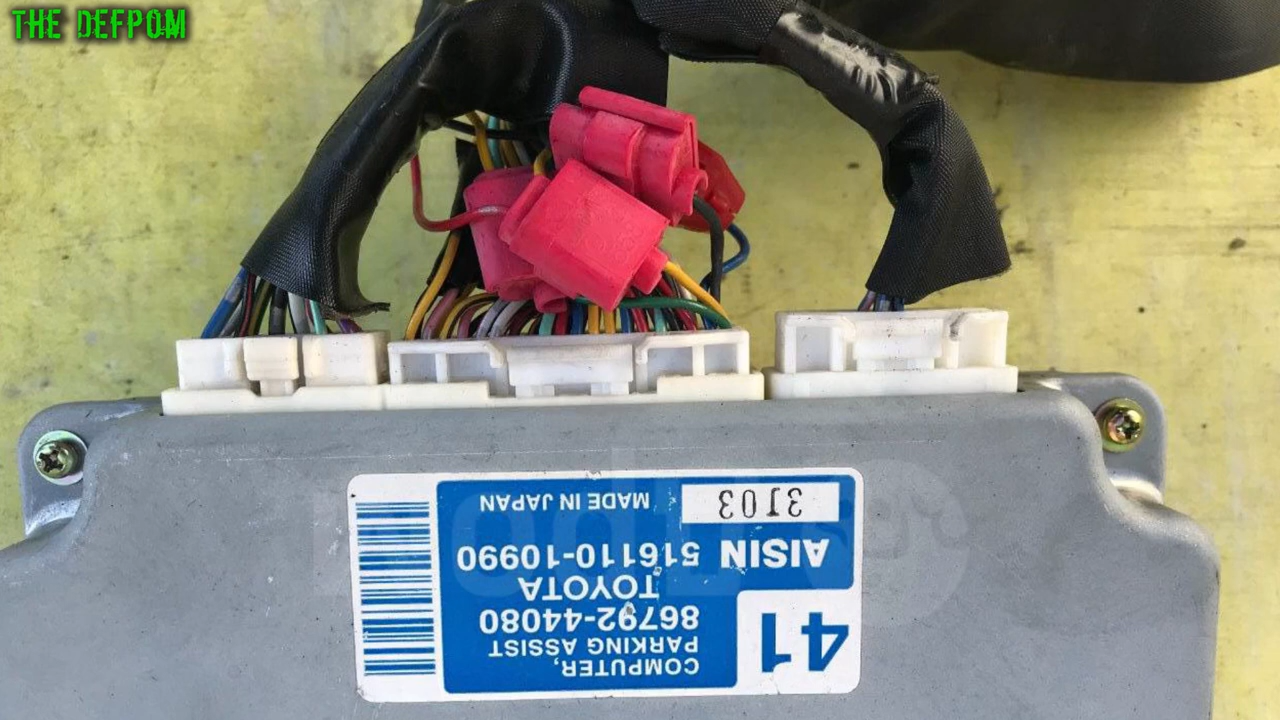 THE DEFPOM
COMPUTER,
PARKING ASSIST
86792-44080
TOYOTA
AISIN 516110-10990
MADE IN JAPAN
3J03
41